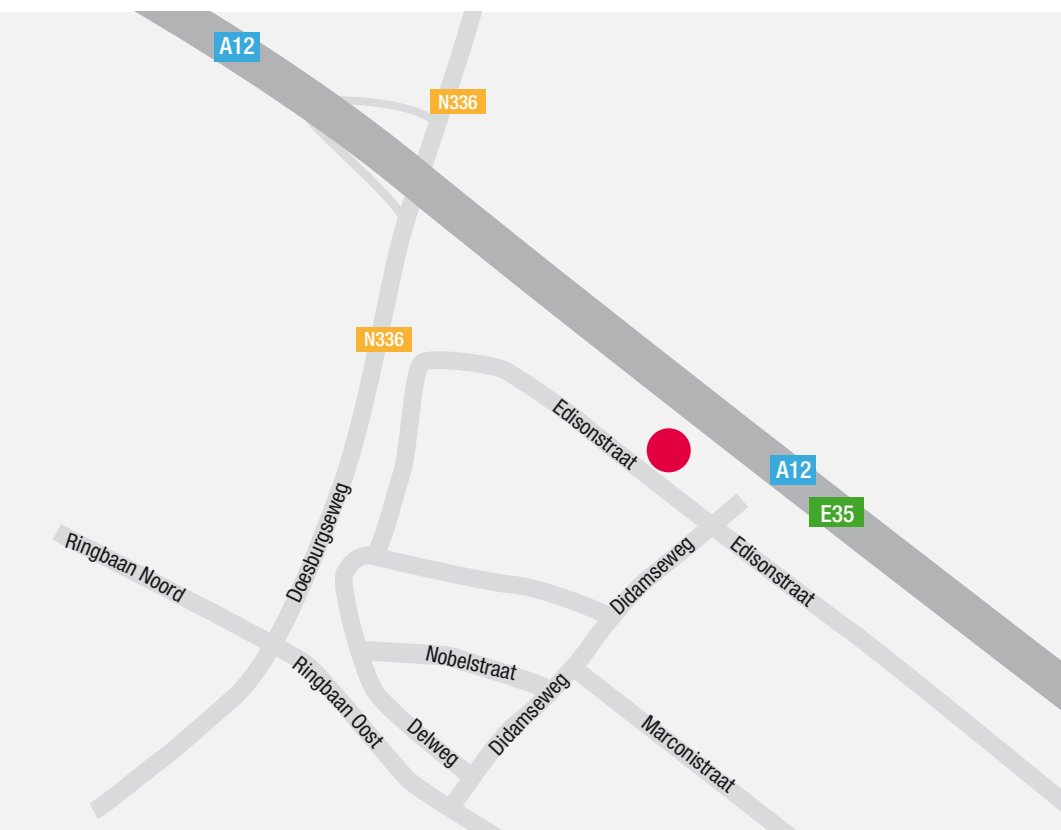 A12
N336
N336
Edisonstraat
A12
E35
Doesburgseweg
Ringbaan Noord
Didamseweg
Edisonstraat
Nobelstraat
Ringbaan Oost
Delweg
Didamseweg
Marconistraat